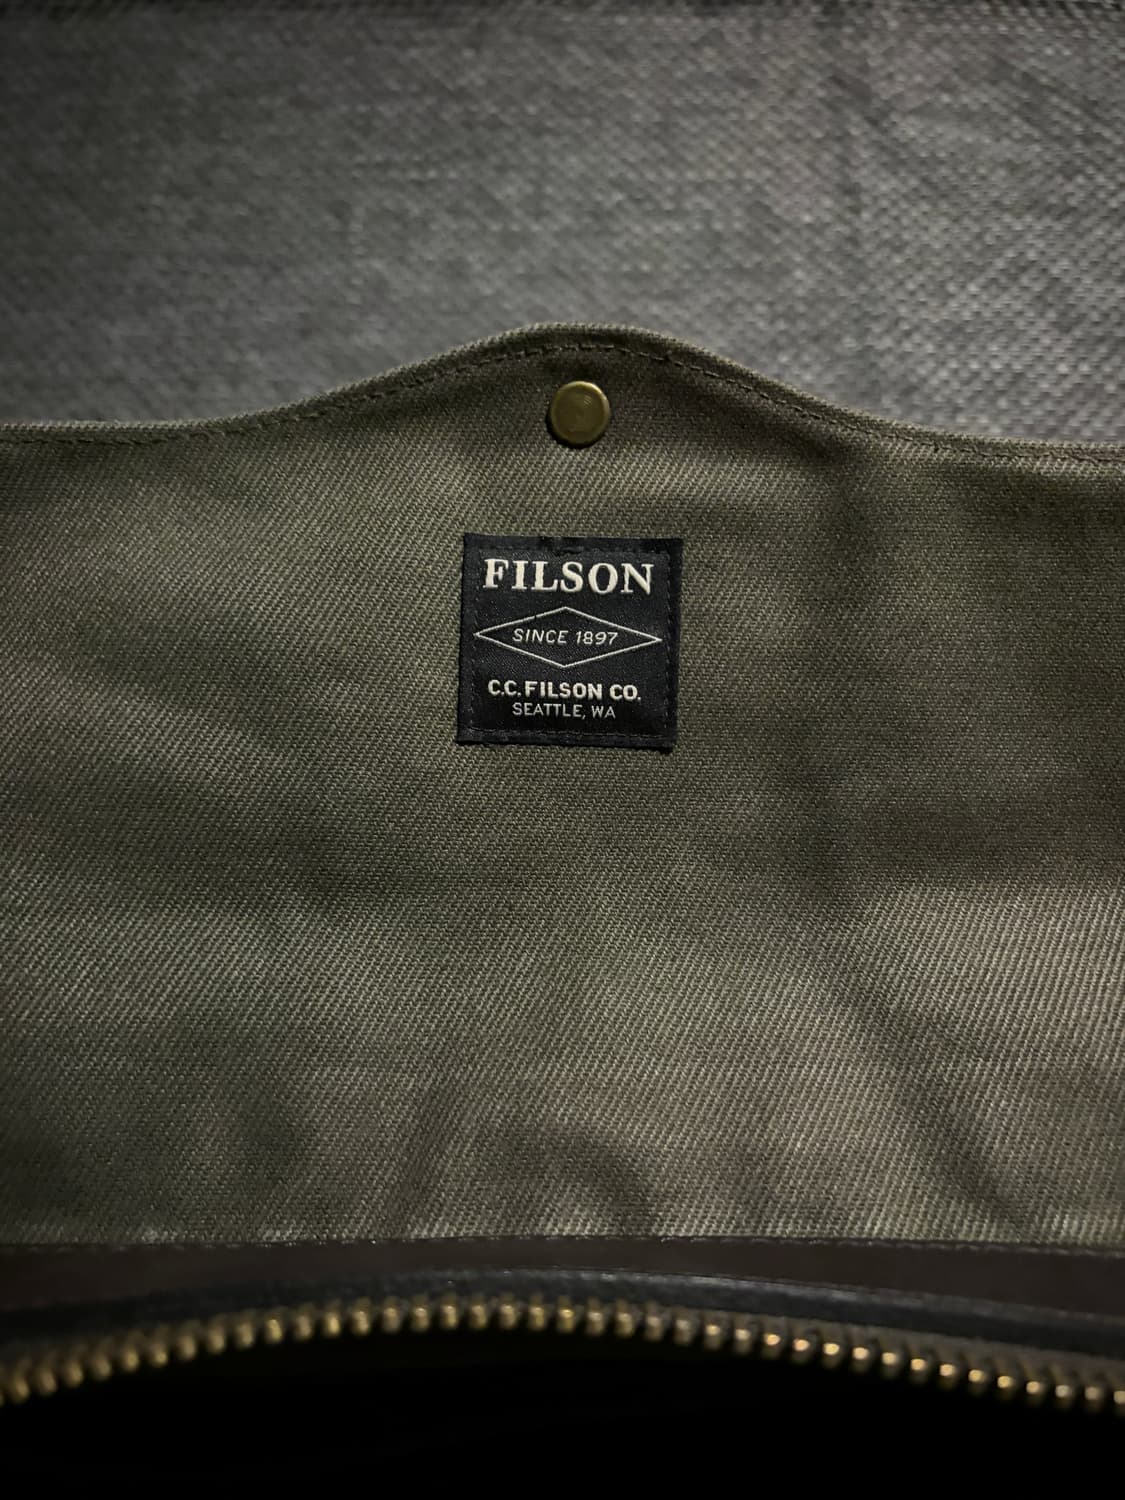 FILSON
SINCE 1897
C.C. FILSON CO.
SEATTLE, WA